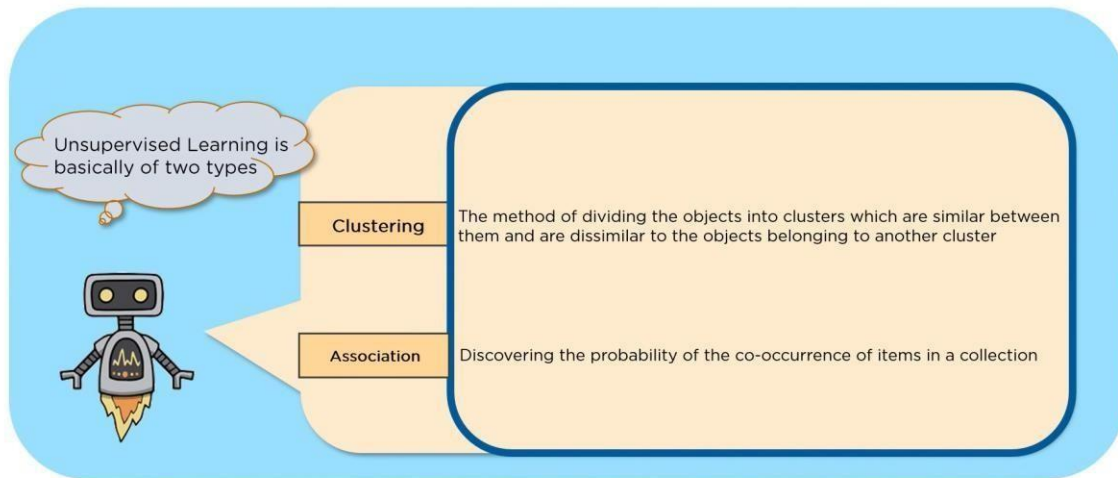 Unsupervised Learning is
basically of two types
Clustering
The method of dividing the objects into clusters which are similar between
them and are dissimilar to the objects belonging to another cluster
Association
Discovering the probability of the co-occurrence of items in a collection